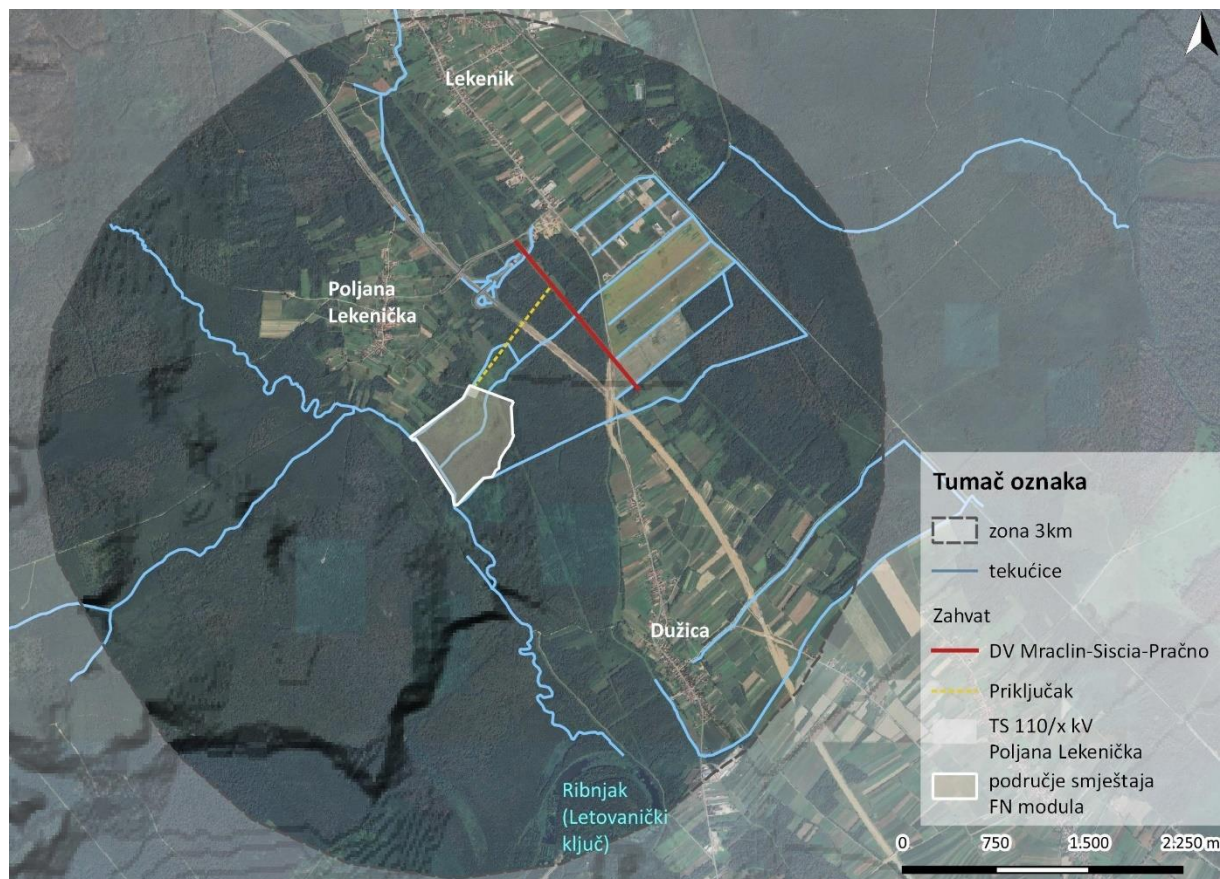 Lekenik
Poljana
Lekenička
Dužica
Ribnjak
(Letovanički
ključ)
Tumač oznaka
zona 3km
tekućice
Zahvat
DV Mraclin-Siscia-Pračno
Priključak
TS 110/x kV
Poljana Lekenička
područje smještaja
FN modula
0 750 1.500 2.250 m